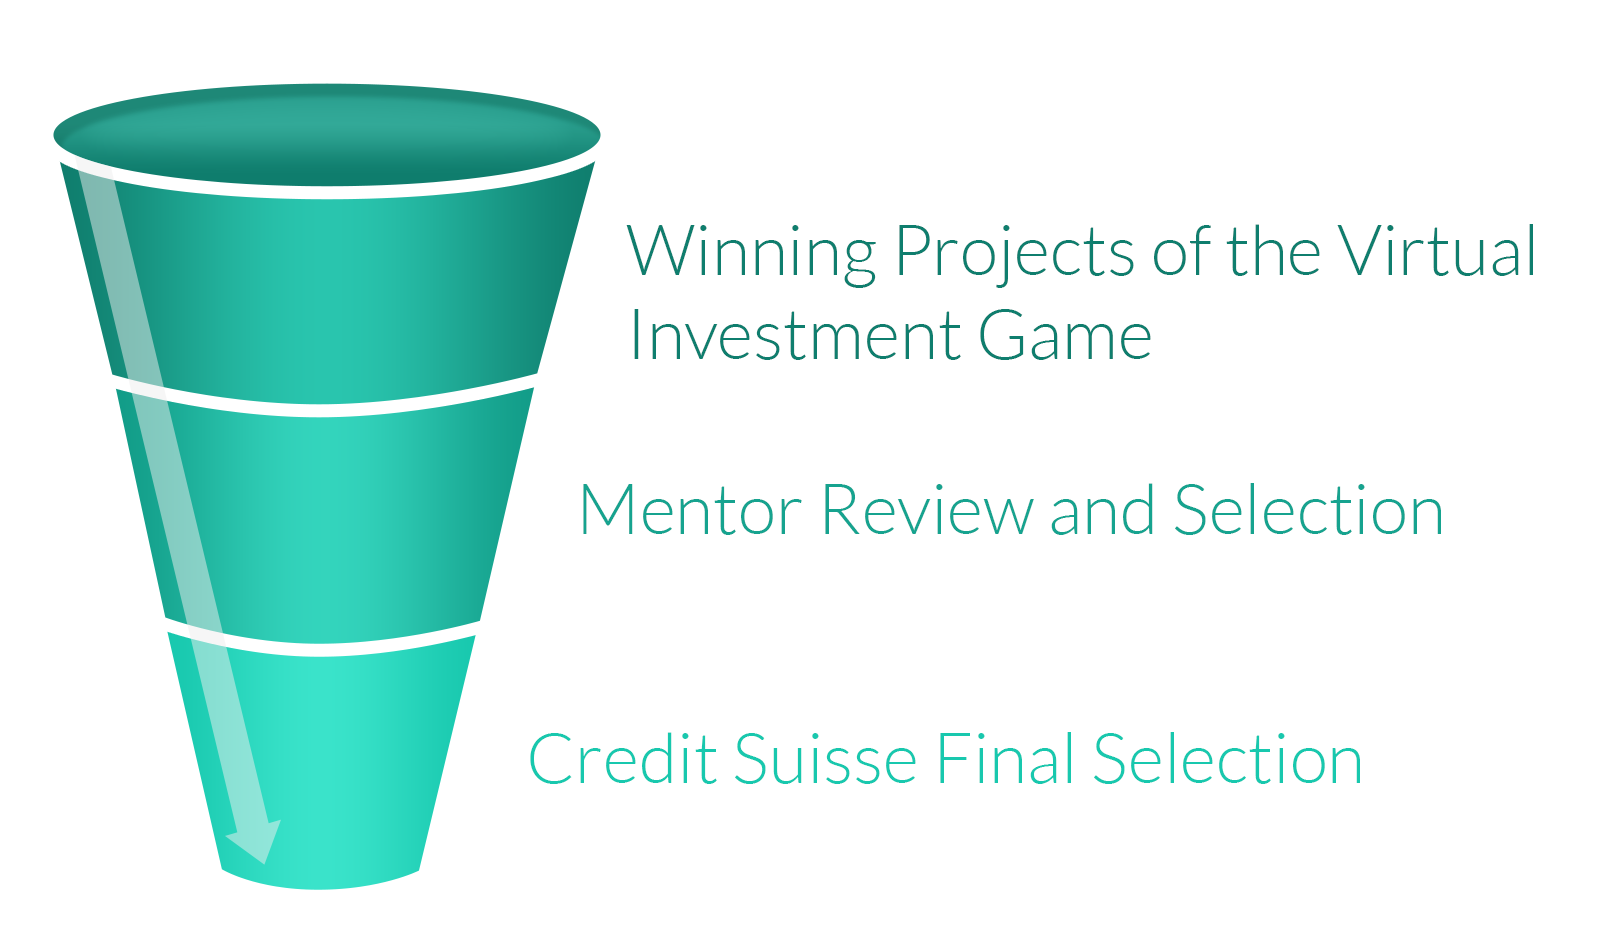 Winning Projects of the Virtual
Investment Game
Mentor Review and Selection
Credit Suisse Final Selection